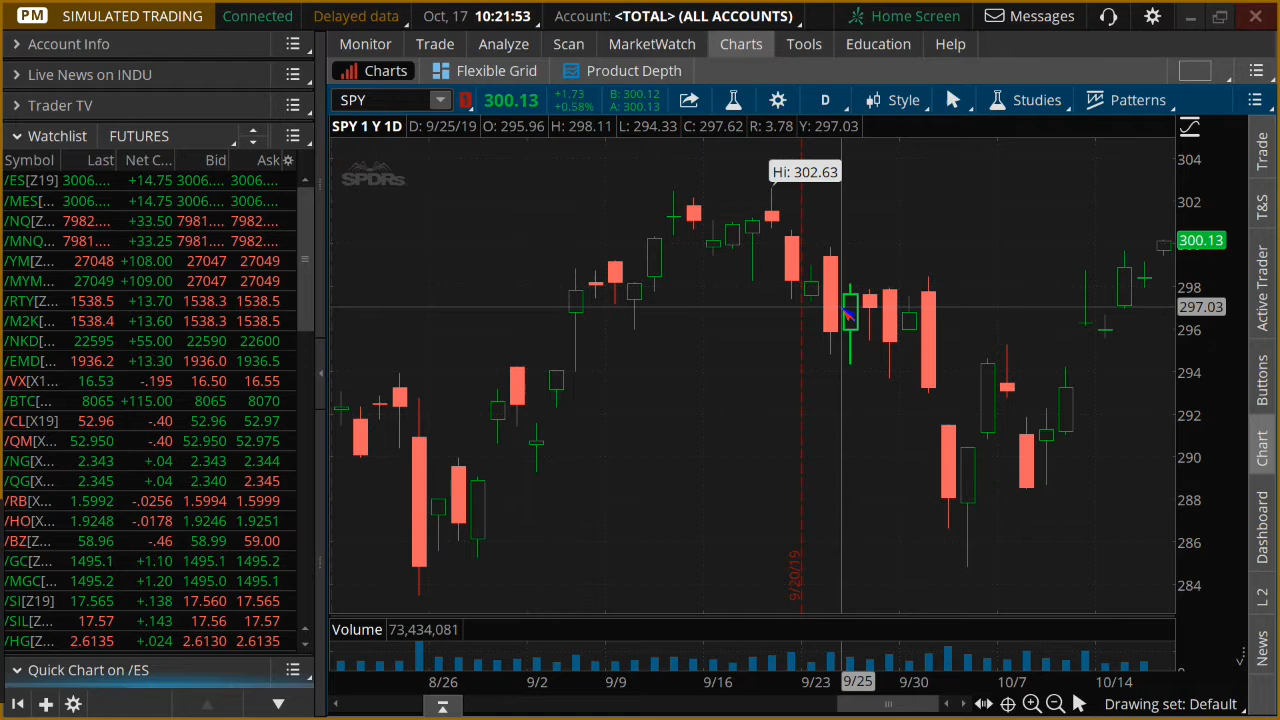 PM SIMULATED TRADING Connected Delayed data Oct, 17 10:21:53 Account: <TOTAL> (ALL ACCOUNTS) Home Screen Messages
Account Info
Live News on INDU
Trader TV
Watchlist FUTURES
Symbol Last Net C... Bid Ask
/ES[Z19] 3006.... +14.75 3006.... 3006....
/MES[... 3006.... +14.75 3006.... 3006....
/NQ[Z... 7982.... +33.50 7981.... 7982....
/MNQ... 7981.... +33.25 7981.... 7982....
/YM[Z... 27048 +108.00 27047 27049
/MYM... 27049 +109.00 27047 27049
/RTY[Z... 1538.5 +13.70 1538.3 1538.5
/M2K... 1538.4 +13.60 1538.3 1538.5
/NKD[... 22595 +55.00 22590 22600
/EMD[... 1936.2 +13.30 1936.0 1936.5
/VX[X1... 16.53 -.195 16.50 16.55
/BTC[... 8065 +115.00 8065 8070
/CL[X19] 52.96 -.40 52.96 52.97
/QM[X... 52.950 -.40 52.950 52.975
/NG[X... 2.343 +.04 2.343 2.344
/QG[X... 2.345 +.04 2.340 2.345
/RB[X... 1.5992 -.0256 1.5994 1.5999
/HO[X... 1.9248 -.0178 1.9246 1.9251
/BZ[Z... 58.96 -.46 58.99 59.00
/GC[Z... 1495.1 +1.10 1495.1 1495.2
/MGC[... 1495.2 +1.20 1495.0 1495.1
/SI[Z19] 17.565 +.138 17.560 17.565
/SIL[Z... 17.57 +.143 17.56 17.57
/HG[Z... 2.6135 +.024 2.6130 2.6135
Quick Chart on /ES
Monitor Trade Analyze Scan MarketWatch Charts Tools Education Help
Charts Flexible Grid Product Depth
SPY 1 300.13 +1.73 B: 300.12 D Style Studies Patterns
+0.58% A: 300.13
SPY 1 Y 1D D: 9/25/19 O: 295.96 H: 298.11 L: 294.33 C: 297.62 R: 3.78 Y: 297.03
SPDRs
Hi: 302.63
9/20/19
304
302
300.13
298
297.03
296
294
292
290
288
286
284
Volume 73,434,081
0
8/26 9/2 9/9 9/16 9/23 9/25 9/30 10/7 10/14
Drawing set: Default
Trade
T&S
Active Trader
Buttons
Chart
Dashboard
L 2
News